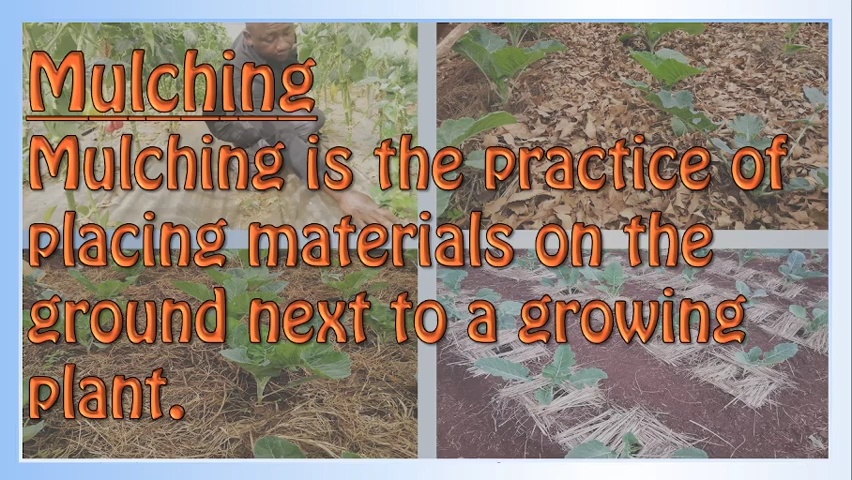 Mulching
Mulching is the practice of
placing materials on the
ground next to a growing
plant.